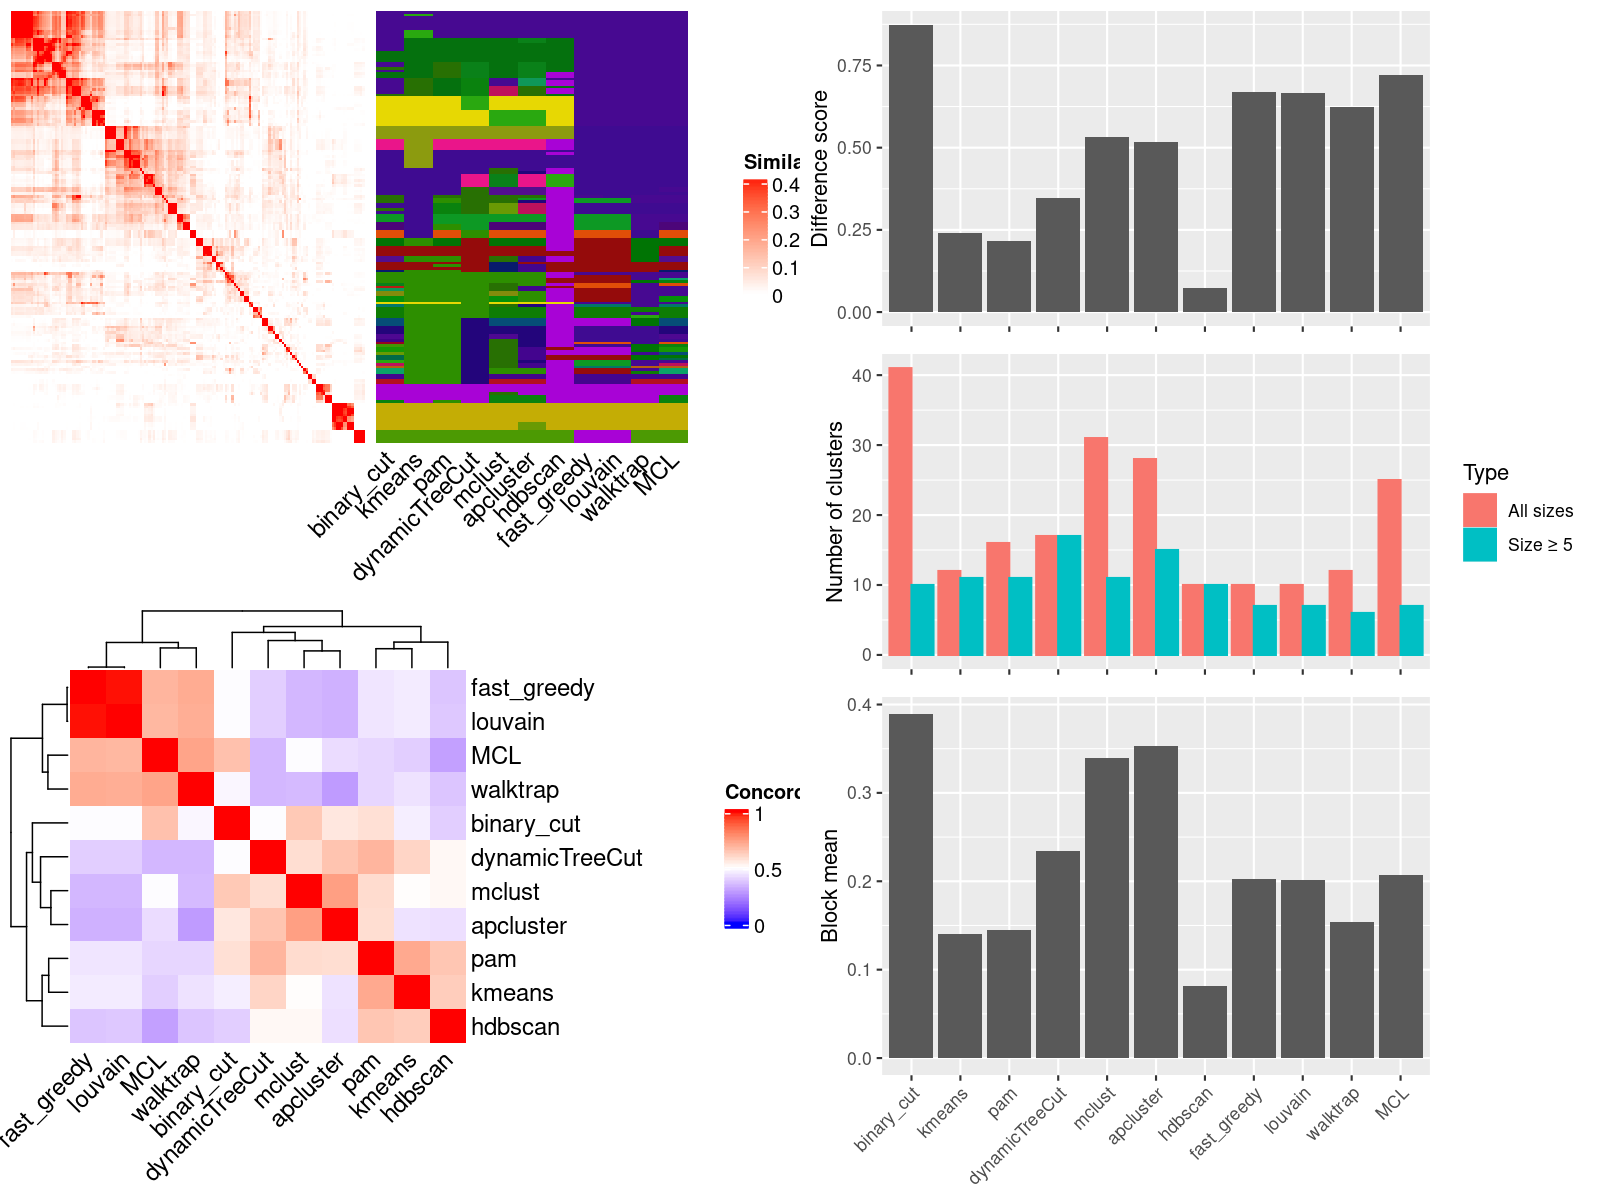 Simila
0.4
0.3
0.2
0.1
0
binary_cut
kmeans
pam
dynamicTreeCut
mclust
apcluster
hdbscan
fast_greedy
louvain
walktrap
MCL
Difference score
0.75
0.50
0.25
0.00
Number of clusters
40
30
20
10
0
Type
All sizes
Size ≥ 5
fast_greedy
louvain
MCL
walktrap
binary_cut
dynamicTreeCut
mclust
apcluster
pam
kmeans
hdbscan
fast_greedy
louvain
MCL
walktrap
binary_cut
dynamicTreeCut
mclust
apcluster
pam
kmeans
hdbscan
Concord
1
0.5
0
Block mean
0.4
0.3
0.2
0.1
0.0
binary_cut
kmeans
pam
dynamicTreeCut
mclust
apcluster
hdbscan
fast_greedy
louvain
walktrap
MCL